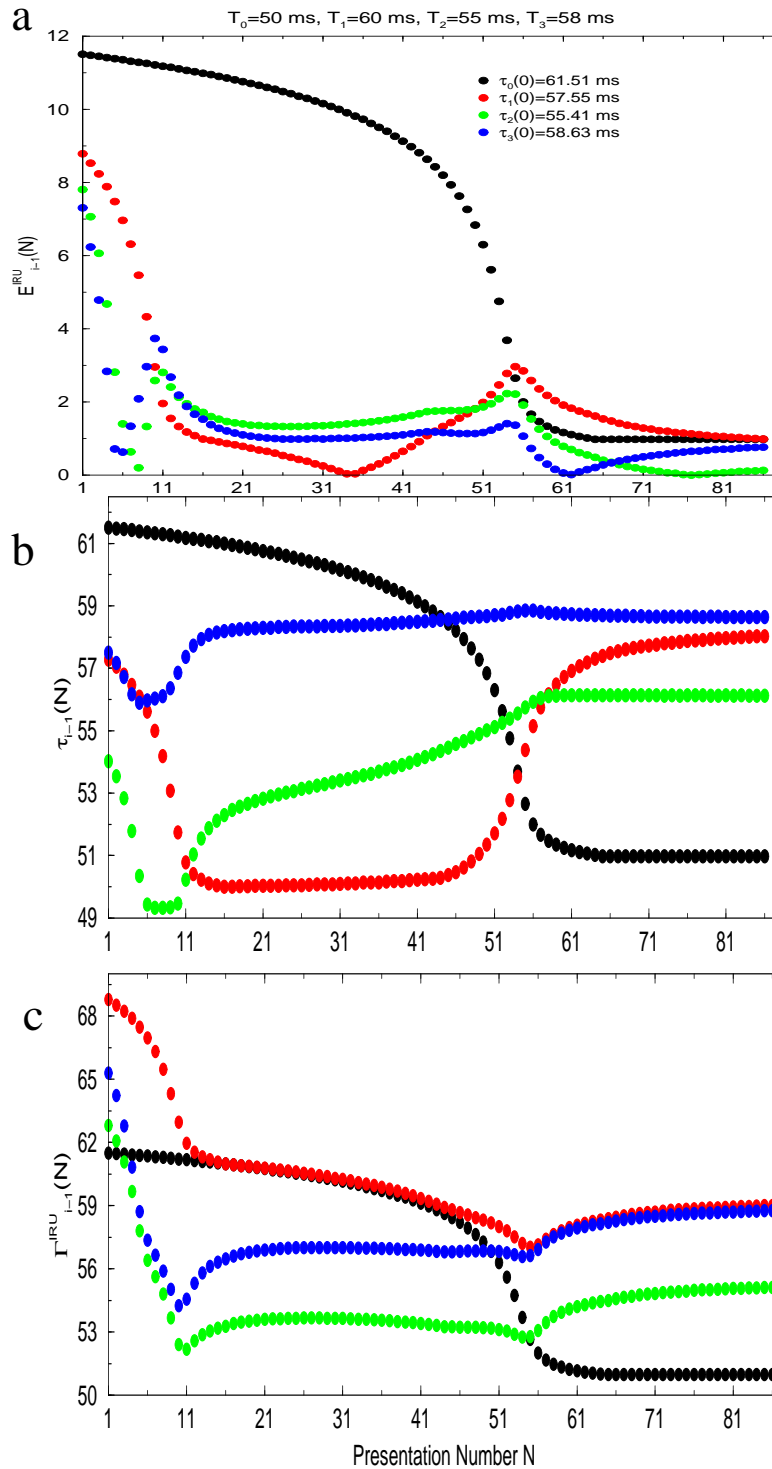 a
T₀=50 ms, T₁=60 ms, T₂=55 ms, T₃=58 ms
12
10
8
6
4
2
0
E^IRU_i−1(N)
τ₀(0)=61.51 ms
τ₁(0)=57.55 ms
τ₂(0)=55.41 ms
τ₃(0)=58.63 ms
1 11 21 31 41 51 61 71 81
b
61
59
57
55
53
51
49
τ_i−1(N)
1 11 21 31 41 51 61 71 81
c
68
65
62
59
56
53
50
Γ^IRU_i−1(N)
1 11 21 31 41 51 61 71 81
Presentation Number N